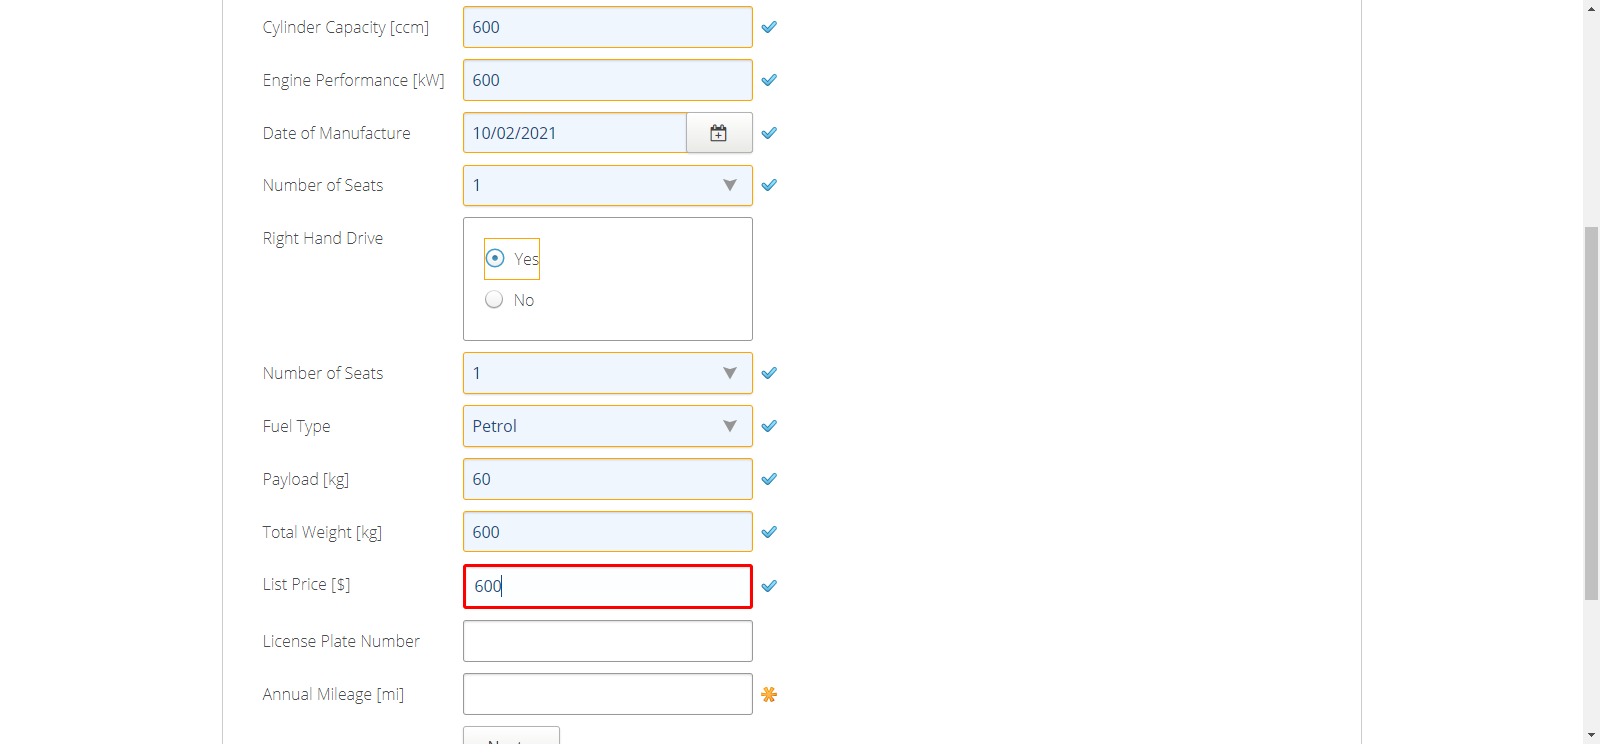 Cylinder Capacity [ccm] 600
Engine Performance [kW] 600
Date of Manufacture 10/02/2021
Number of Seats 1
Right Hand Drive
Yes
No
Number of Seats 1
Fuel Type Petrol
Payload [kg] 60
Total Weight [kg] 600
List Price [$] 600
License Plate Number
Annual Mileage [mi]